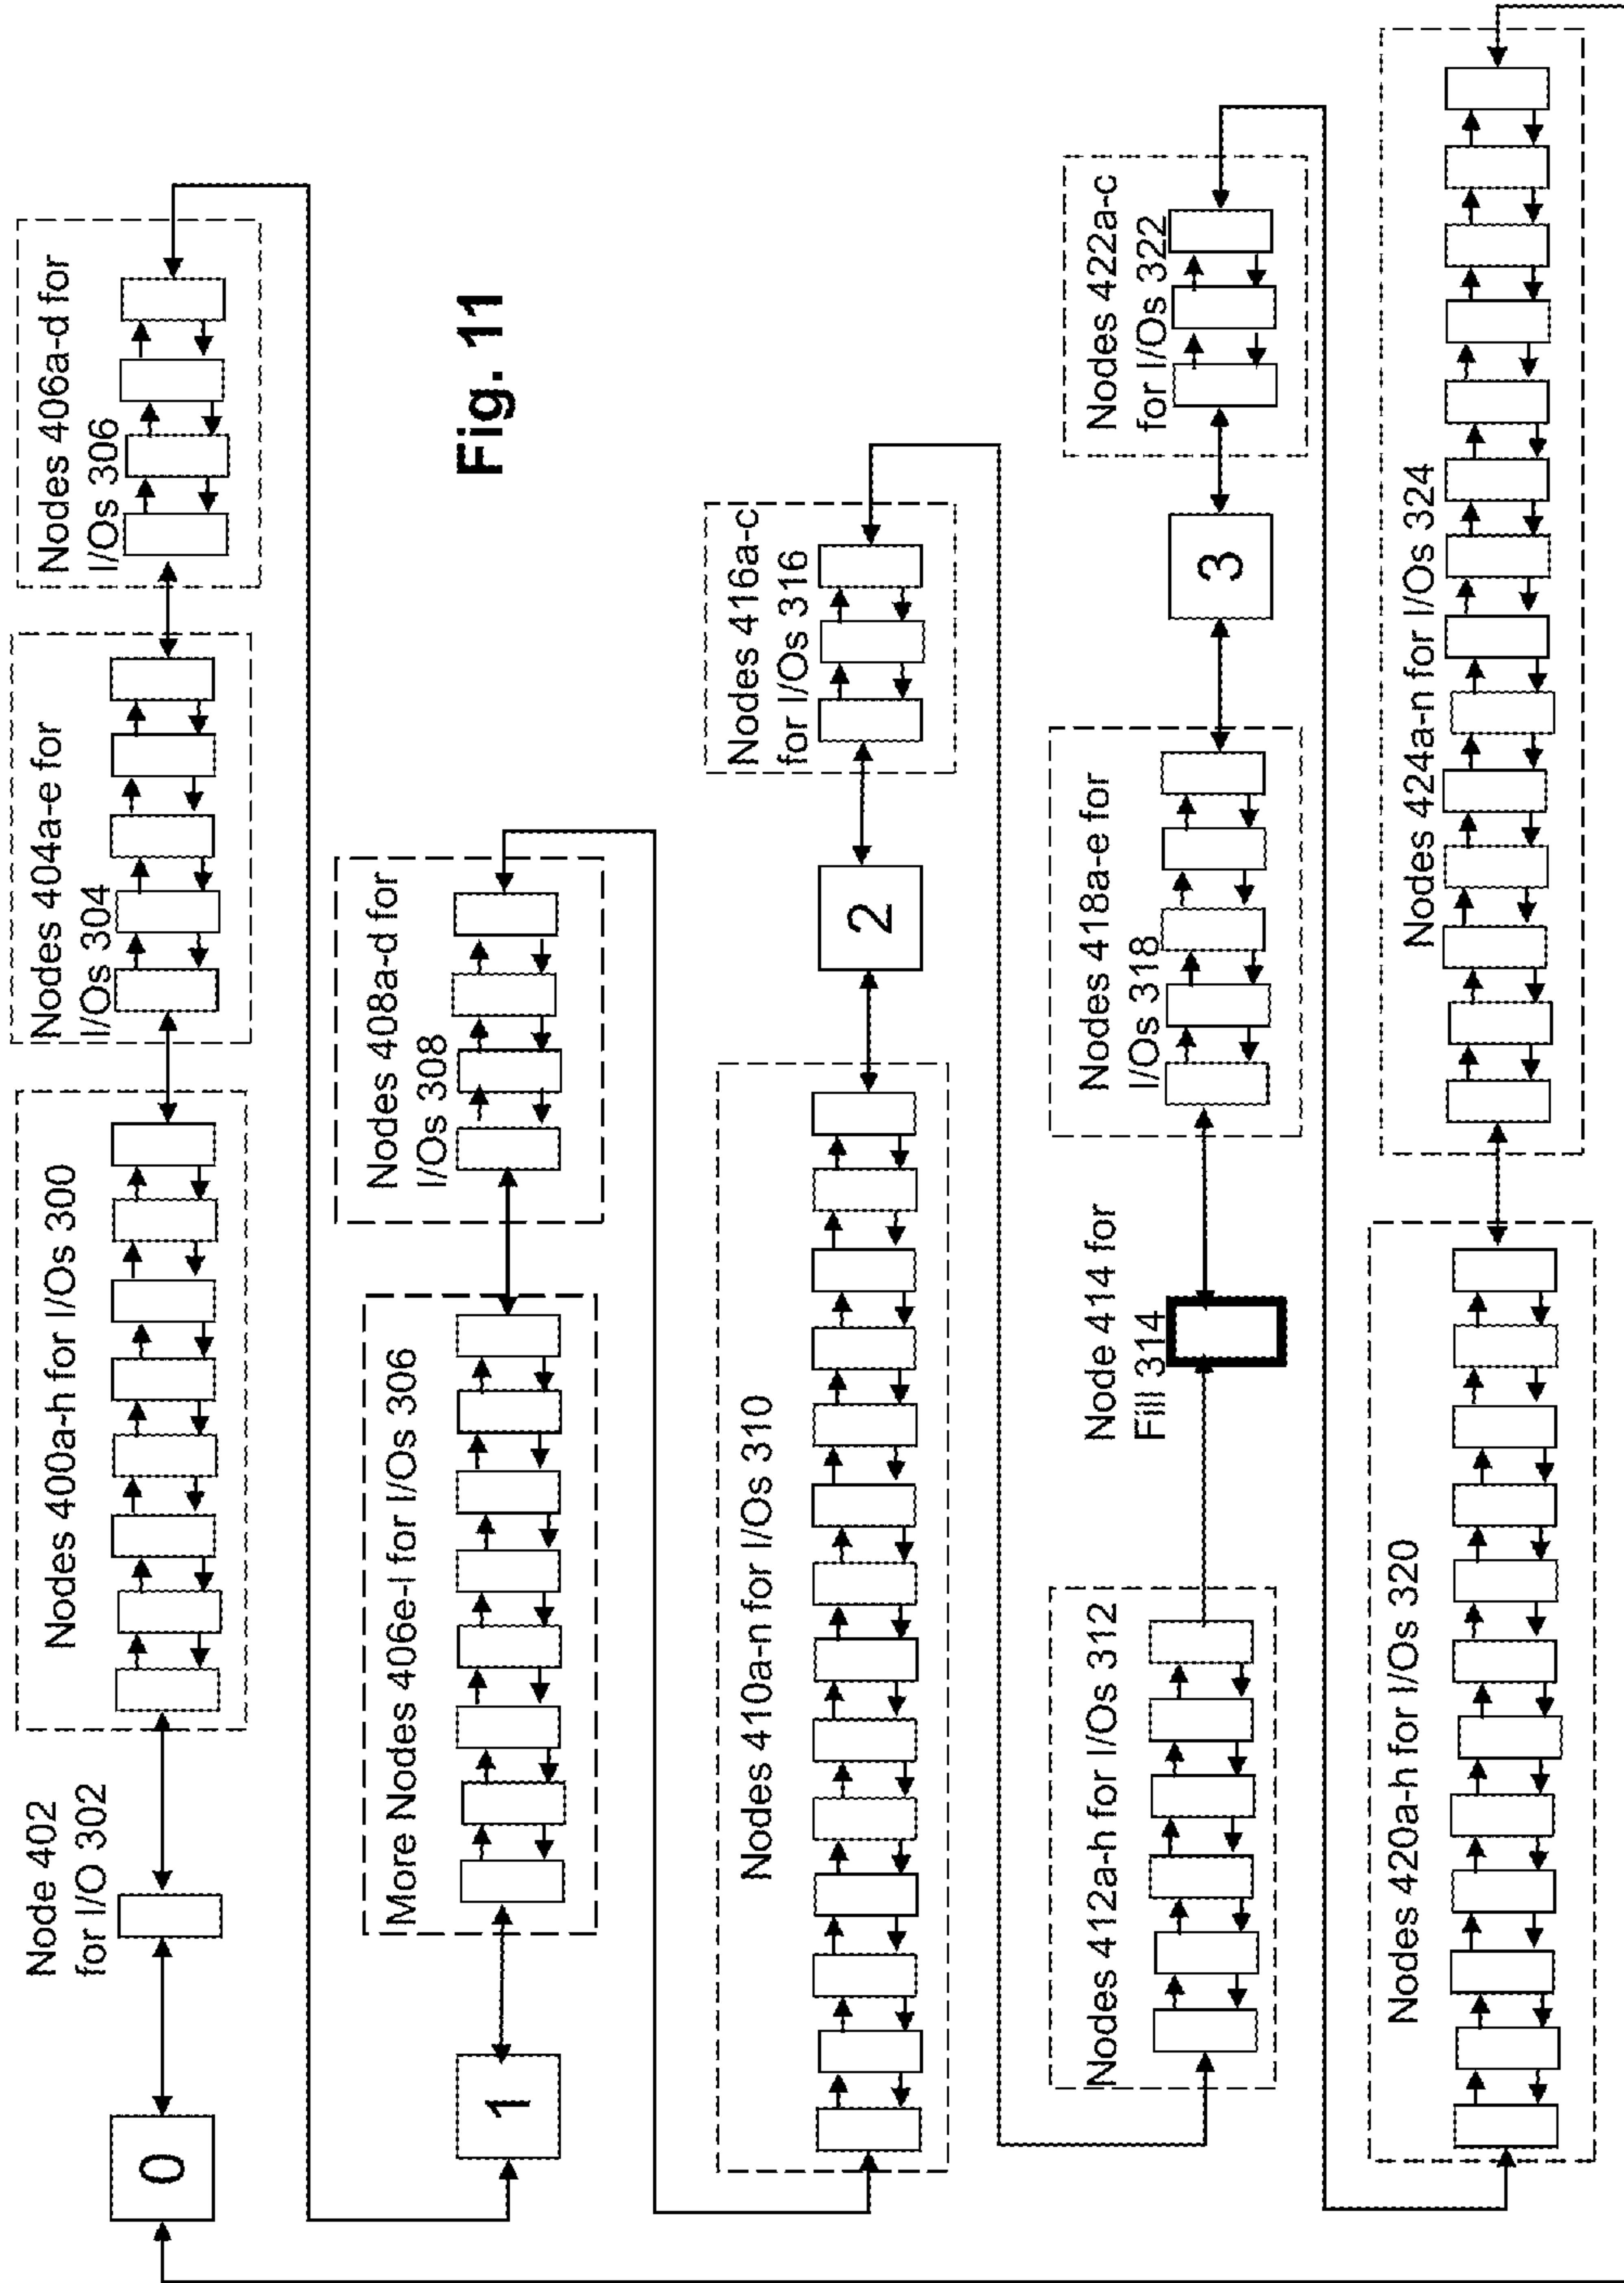 0
Node 402
for I/O 302
Nodes 400a-h for I/Os 300
Nodes 404a-e for
I/Os 304
Nodes 406a-d for
I/Os 306
1
More Nodes 406e-l for I/Os 306
Nodes 408a-d for
I/Os 308
Fig. 11
Nodes 410a-n for I/Os 310
2
Nodes 416a-c
for I/Os 316
Nodes 412a-h for I/Os 312
Node 414 for
Fill 314
Nodes 418a-e for
I/Os 318
3
Nodes 422a-c
for I/Os 322
Nodes 420a-h for I/Os 320
Nodes 424a-n for I/Os 324